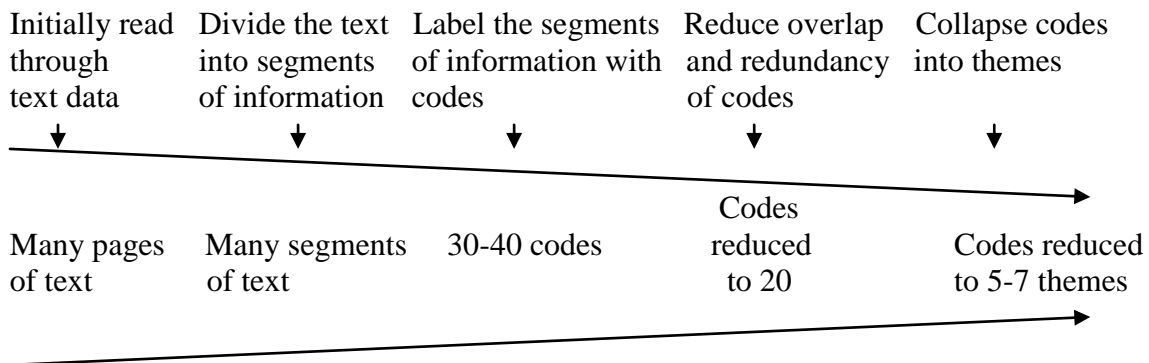 Initially read
through
text data
Divide the text
into segments
of information
Label the segments
of information with
codes
Reduce overlap
and redundancy
of codes
Collapse codes
into themes
Many pages
of text
Many segments
of text
30-40 codes
Codes
reduced
to 20
Codes reduced
to 5-7 themes